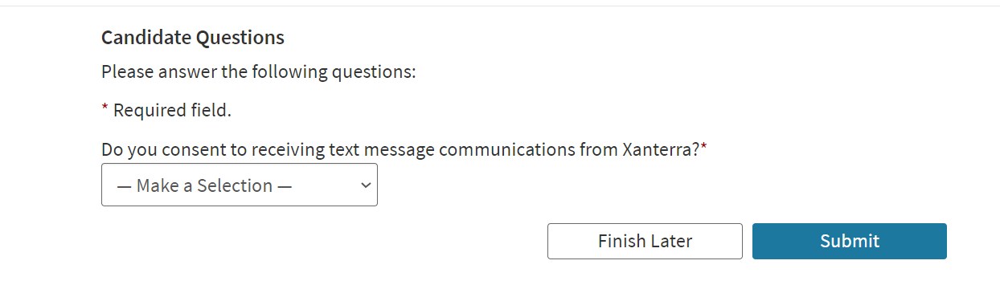 Candidate Questions
Please answer the following questions:
* Required field.
Do you consent to receiving text message communications from Xanterra?*
— Make a Selection —
Finish Later
Submit